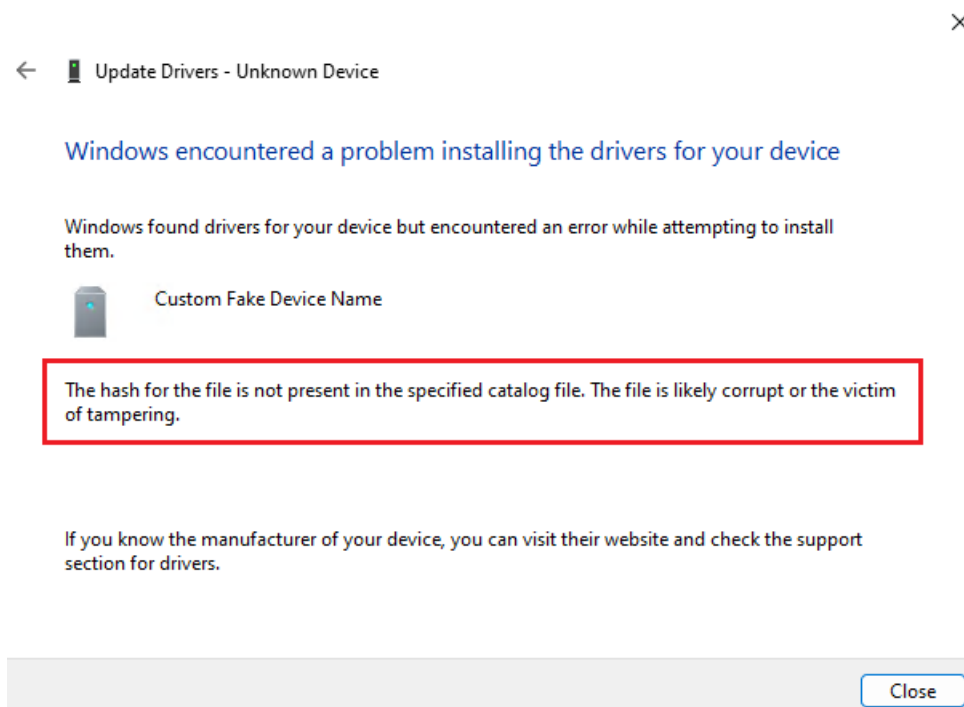 Update Drivers - Unknown Device
Windows encountered a problem installing the drivers for your device
Windows found drivers for your device but encountered an error while attempting to install
them.
Custom Fake Device Name
The hash for the file is not present in the specified catalog file. The file is likely corrupt or the victim
of tampering.
If you know the manufacturer of your device, you can visit their website and check the support
section for drivers.
Close